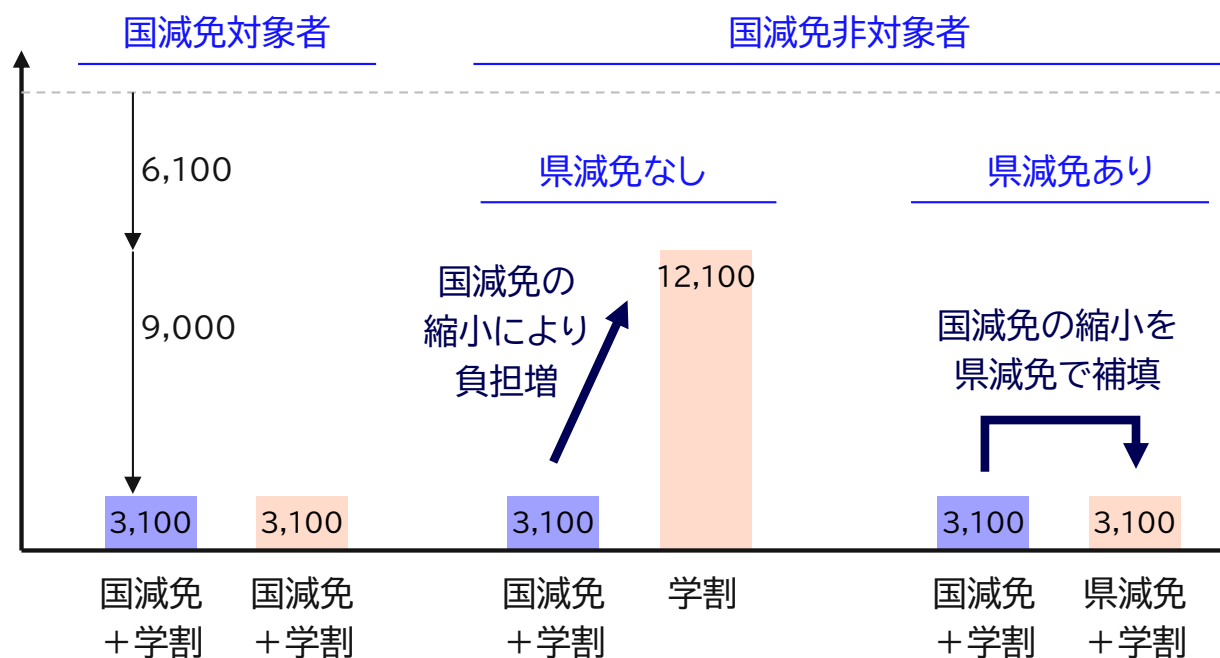 国減免対象者
国減免非対象者
6,100
9,000
県減免なし
県減免あり
国減免の
縮小により
負担増
12,100
国減免の縮小を
県減免で補填
3,100
3,100
3,100
3,100
3,100
国減免
＋学割
国減免
＋学割
国減免
＋学割
学割
国減免
＋学割
県減免
＋学割